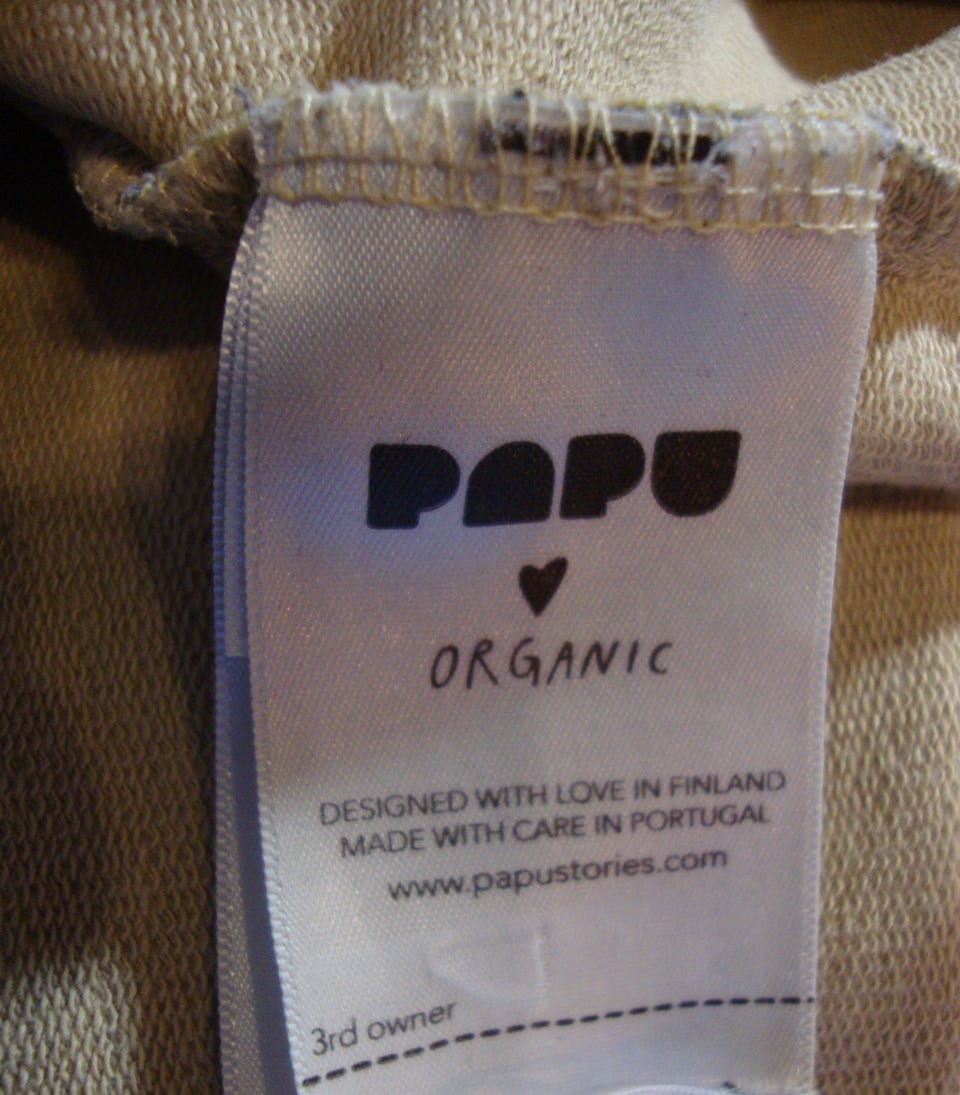 PAPU
ORGANIC
DESIGNED WITH LOVE IN FINLAND
MADE WITH CARE IN PORTUGAL
www.papustories.com
3rd owner